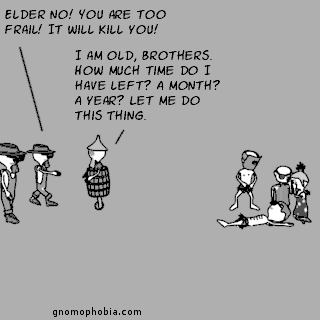 ELDER NO! YOU ARE TOO
FRAIL! IT WILL KILL YOU!
I AM OLD, BROTHERS.
HOW MUCH TIME DO I
HAVE LEFT? A MONTH?
A YEAR? LET ME DO
THIS THING.
gnomophobia.com